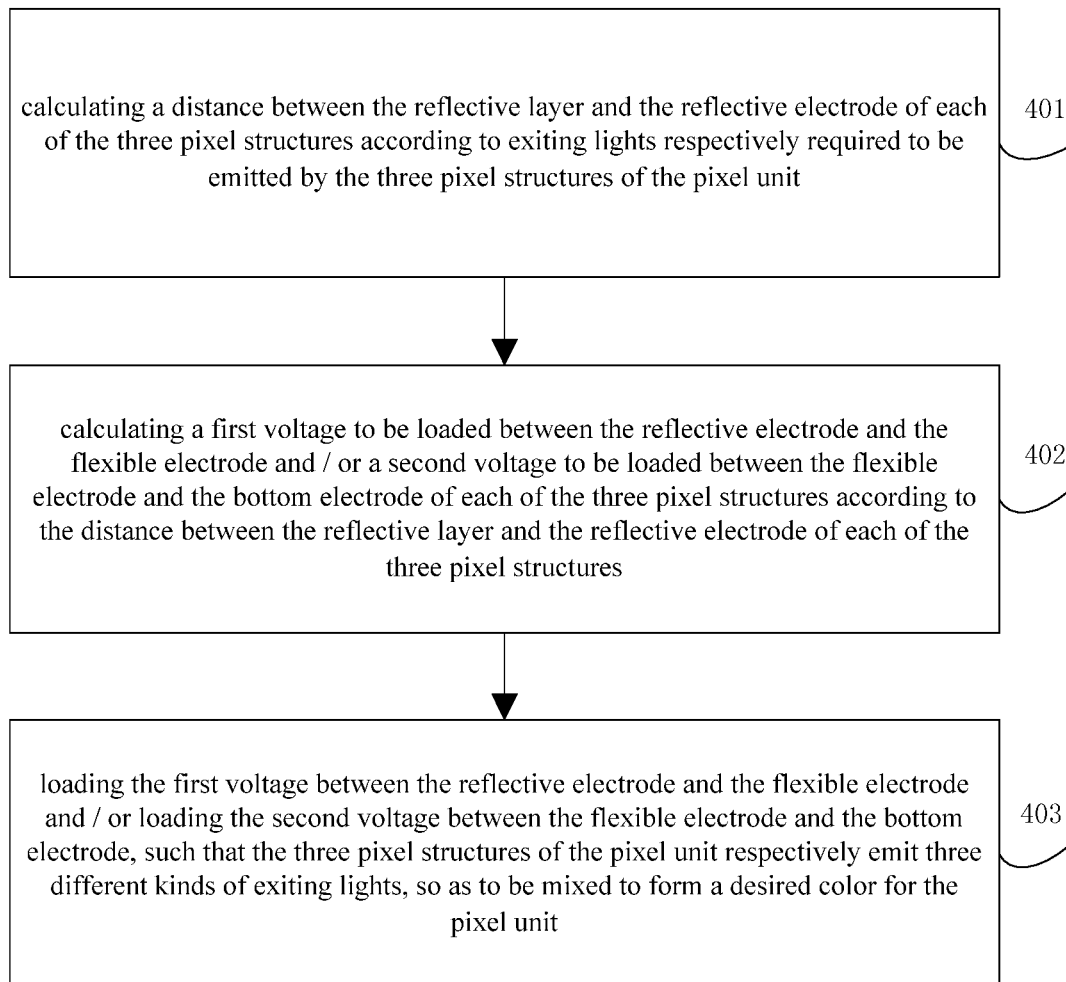 calculating a distance between the reflective layer and the reflective electrode of each
of the three pixel structures according to exiting lights respectively required to be
emitted by the three pixel structures of the pixel unit
401
calculating a first voltage to be loaded between the reflective electrode and the
flexible electrode and / or a second voltage to be loaded between the flexible
electrode and the bottom electrode of each of the three pixel structures according to
the distance between the reflective layer and the reflective electrode of each of the
three pixel structures
402
loading the first voltage between the reflective electrode and the flexible electrode
and / or loading the second voltage between the flexible electrode and the bottom
electrode, such that the three pixel structures of the pixel unit respectively emit three
different kinds of exiting lights, so as to be mixed to form a desired color for the
pixel unit
403